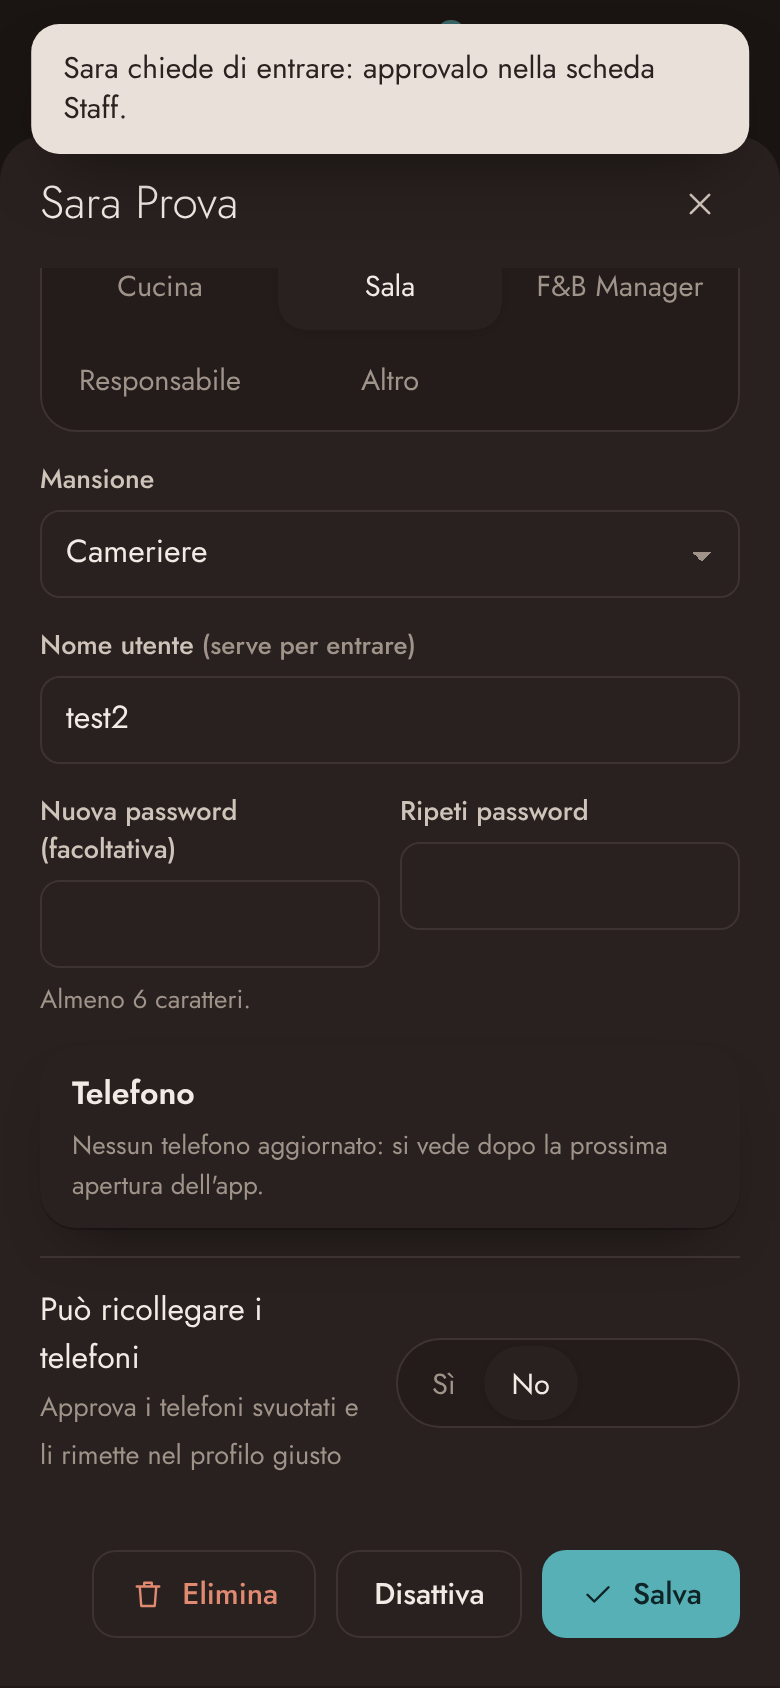 Sara chiede di entrare: approvalo nella scheda
Staff.
Sara Prova
Cucina
Sala
F&B Manager
Responsabile
Altro
Mansione
Cameriere
Nome utente (serve per entrare)
test2
Nuova password
(facoltativa)
Ripeti password
Almeno 6 caratteri.
Telefono
Nessun telefono aggiornato: si vede dopo la prossima
apertura dell'app.
Può ricollegare i
telefoni
Approva i telefoni svuotati e
li rimette nel profilo giusto
Sì
No
Elimina
Disattiva
Salva